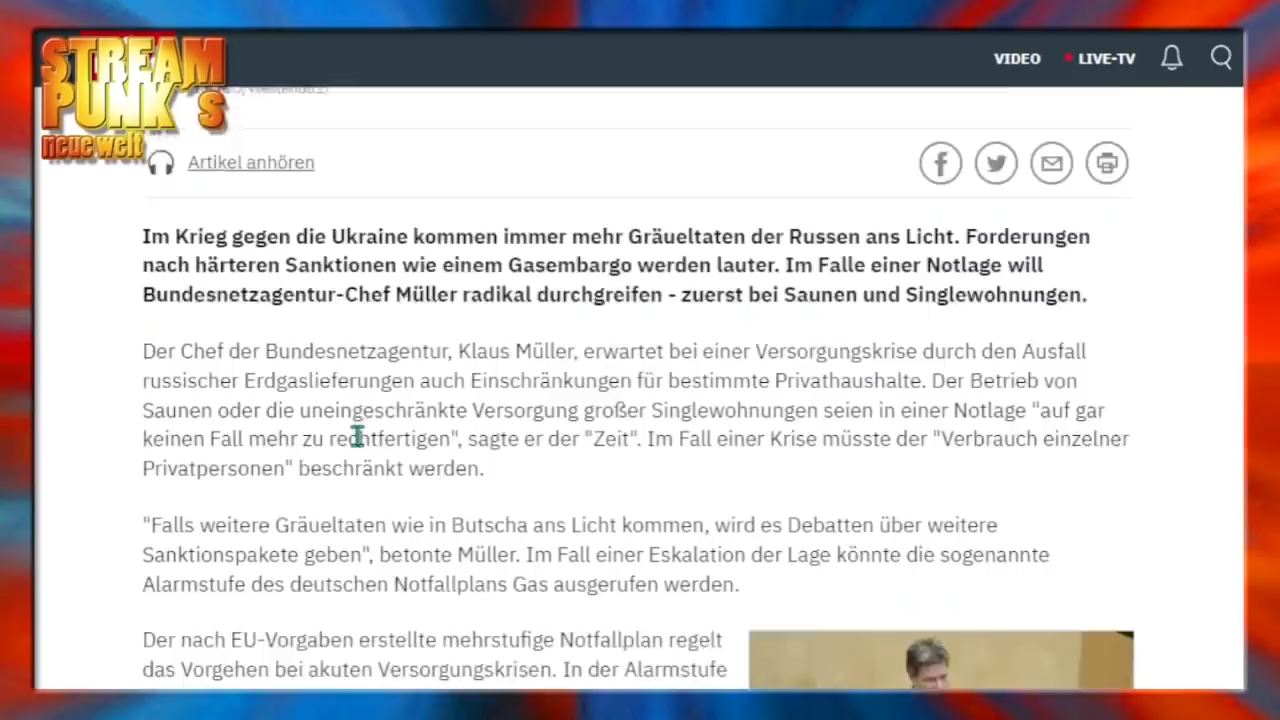 STREAM
PUNK´s
neue welt
VIDEO
LIVE-TV
Artikel anhören
Im Krieg gegen die Ukraine kommen immer mehr Gräueltaten der Russen ans Licht. Forderungen
nach härteren Sanktionen wie einem Gasembargo werden lauter. Im Falle einer Notlage will
Bundesnetzagentur-Chef Müller radikal durchgreifen - zuerst bei Saunen und Singlewohnungen.
Der Chef der Bundesnetzagentur, Klaus Müller, erwartet bei einer Versorgungskrise durch den Ausfall
russischer Erdgaslieferungen auch Einschränkungen für bestimmte Privathaushalte. Der Betrieb von
Saunen oder die uneingeschränkte Versorgung großer Singlewohnungen seien in einer Notlage "auf gar
keinen Fall mehr zu rechtfertigen", sagte er der "Zeit". Im Fall einer Krise müsste der "Verbrauch einzelner
Privatpersonen" beschränkt werden.
"Falls weitere Gräueltaten wie in Butscha ans Licht kommen, wird es Debatten über weitere
Sanktionspakete geben", betonte Müller. Im Fall einer Eskalation der Lage könnte die sogenannte
Alarmstufe des deutschen Notfallplans Gas ausgerufen werden.
Der nach EU-Vorgaben erstellte mehrstufige Notfallplan regelt
das Vorgehen bei akuten Versorgungskrisen. In der Alarmstufe